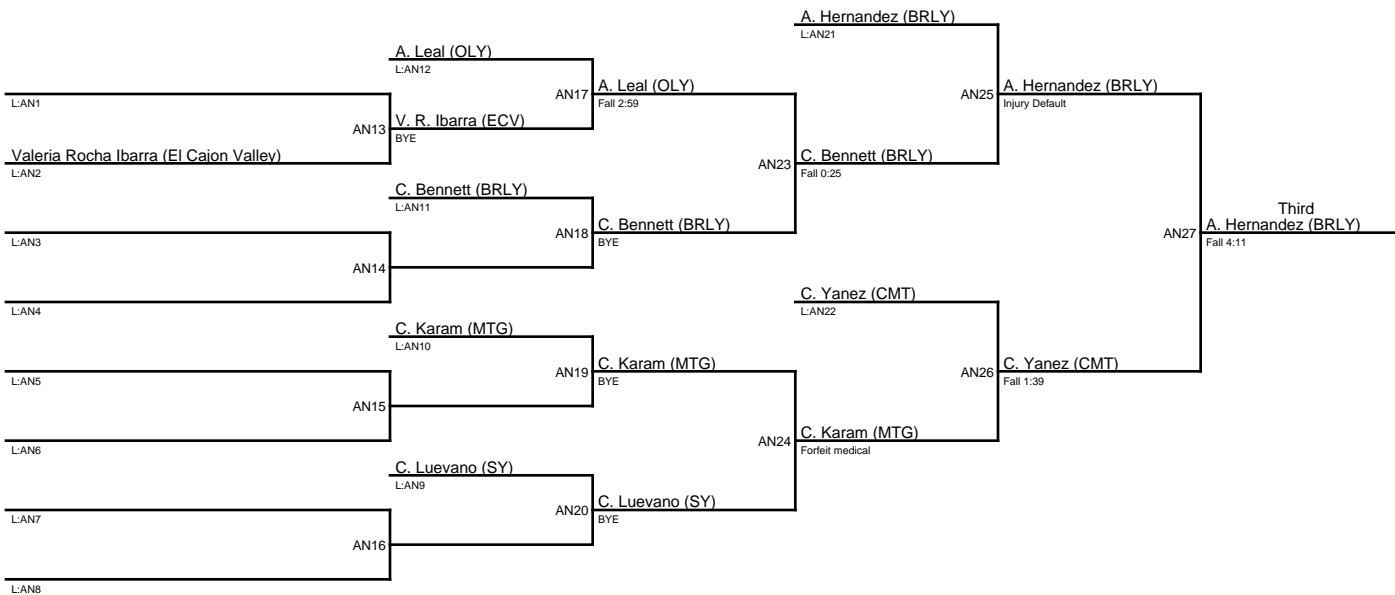 A. Hernandez (BRLY)
L:AN21
A. Leal (OLY)
L:AN12
AN17
A. Leal (OLY)
Fall 2:59
AN25
A. Hernandez (BRLY)
Injury Default
L:AN1
AN13
V. R. Ibarra (ECV)
BYE
Valeria Rocha Ibarra (El Cajon Valley)
L:AN2
AN23
C. Bennett (BRLY)
Fall 0:25
C. Bennett (BRLY)
L:AN11
AN18
C. Bennett (BRLY)
BYE
L:AN3
AN14
L:AN4
Third
AN27
A. Hernandez (BRLY)
Fall 4:11
C. Yanez (CMT)
L:AN22
C. Karam (MTG)
L:AN10
AN19
C. Karam (MTG)
BYE
AN26
C. Yanez (CMT)
Fall 1:39
L:AN5
AN15
L:AN6
AN24
C. Karam (MTG)
Forfeit medical
C. Luevano (SY)
L:AN9
AN20
C. Luevano (SY)
BYE
L:AN7
AN16
L:AN8